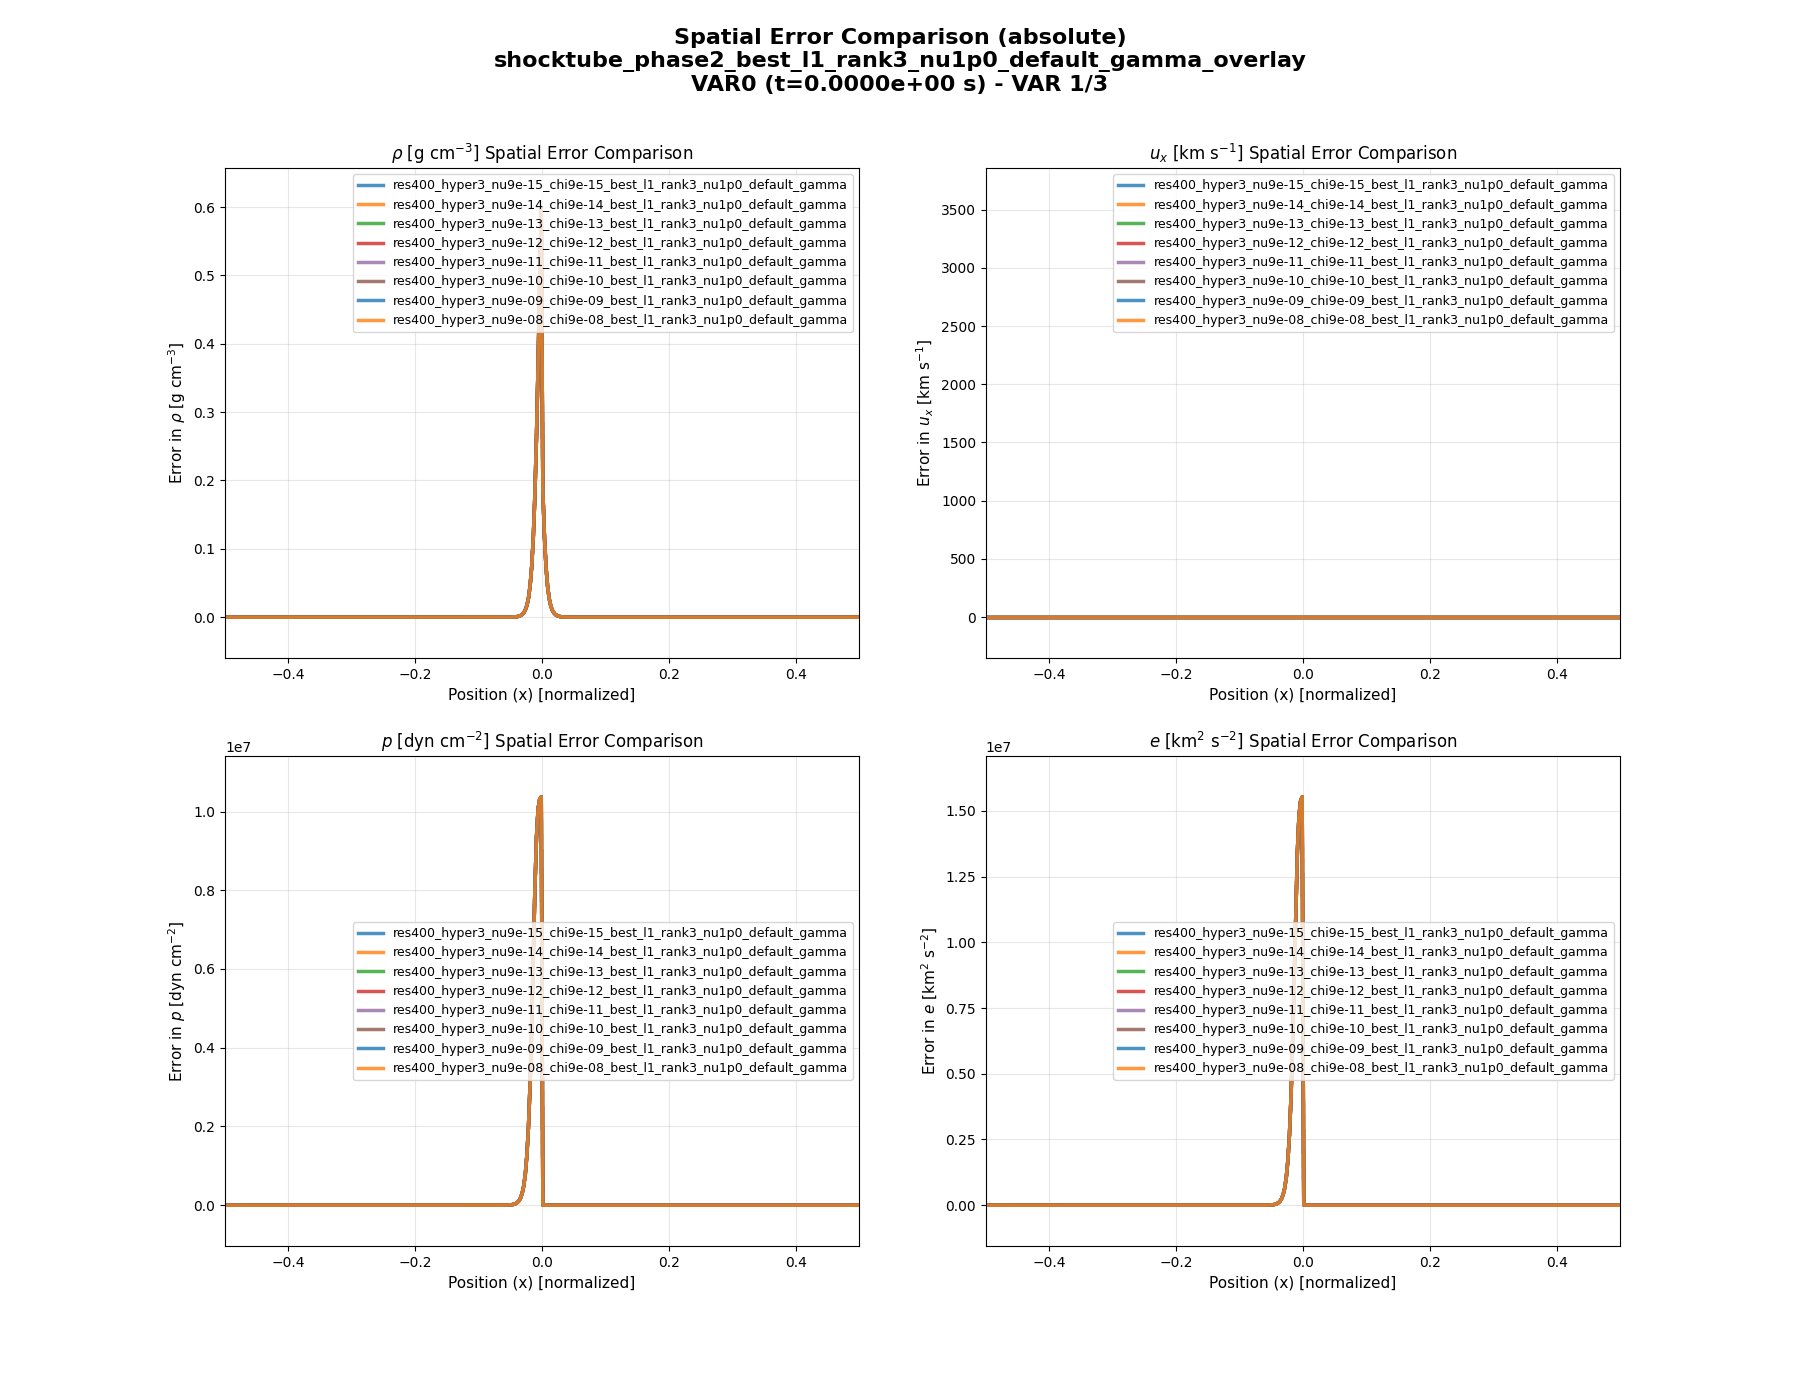 Spatial Error Comparison (absolute)
shocktube_phase2_best_l1_rank3_nu1p0_default_gamma_overlay
VAR0 (t=0.0000e+00 s) - VAR 1/3
ρ [g cm⁻³] Spatial Error Comparison
res400_hyper3_nu9e-15_chi9e-15_best_l1_rank3_nu1p0_default_gamma
res400_hyper3_nu9e-14_chi9e-14_best_l1_rank3_nu1p0_default_gamma
res400_hyper3_nu9e-13_chi9e-13_best_l1_rank3_nu1p0_default_gamma
res400_hyper3_nu9e-12_chi9e-12_best_l1_rank3_nu1p0_default_gamma
res400_hyper3_nu9e-11_chi9e-11_best_l1_rank3_nu1p0_default_gamma
res400_hyper3_nu9e-10_chi9e-10_best_l1_rank3_nu1p0_default_gamma
res400_hyper3_nu9e-09_chi9e-09_best_l1_rank3_nu1p0_default_gamma
res400_hyper3_nu9e-08_chi9e-08_best_l1_rank3_nu1p0_default_gamma
Error in ρ [g cm⁻³]
0.6
0.5
0.4
0.3
0.2
0.1
0.0
−0.4 −0.2 0.0 0.2 0.4
Position (x) [normalized]
uₓ [km s⁻¹] Spatial Error Comparison
res400_hyper3_nu9e-15_chi9e-15_best_l1_rank3_nu1p0_default_gamma
res400_hyper3_nu9e-14_chi9e-14_best_l1_rank3_nu1p0_default_gamma
res400_hyper3_nu9e-13_chi9e-13_best_l1_rank3_nu1p0_default_gamma
res400_hyper3_nu9e-12_chi9e-12_best_l1_rank3_nu1p0_default_gamma
res400_hyper3_nu9e-11_chi9e-11_best_l1_rank3_nu1p0_default_gamma
res400_hyper3_nu9e-10_chi9e-10_best_l1_rank3_nu1p0_default_gamma
res400_hyper3_nu9e-09_chi9e-09_best_l1_rank3_nu1p0_default_gamma
res400_hyper3_nu9e-08_chi9e-08_best_l1_rank3_nu1p0_default_gamma
Error in uₓ [km s⁻¹]
3500
3000
2500
2000
1500
1000
500
0
−0.4 −0.2 0.0 0.2 0.4
Position (x) [normalized]
p [dyn cm⁻²] Spatial Error Comparison
1e7
res400_hyper3_nu9e-15_chi9e-15_best_l1_rank3_nu1p0_default_gamma
res400_hyper3_nu9e-14_chi9e-14_best_l1_rank3_nu1p0_default_gamma
res400_hyper3_nu9e-13_chi9e-13_best_l1_rank3_nu1p0_default_gamma
res400_hyper3_nu9e-12_chi9e-12_best_l1_rank3_nu1p0_default_gamma
res400_hyper3_nu9e-11_chi9e-11_best_l1_rank3_nu1p0_default_gamma
res400_hyper3_nu9e-10_chi9e-10_best_l1_rank3_nu1p0_default_gamma
res400_hyper3_nu9e-09_chi9e-09_best_l1_rank3_nu1p0_default_gamma
res400_hyper3_nu9e-08_chi9e-08_best_l1_rank3_nu1p0_default_gamma
Error in p [dyn cm⁻²]
1.0
0.8
0.6
0.4
0.2
0.0
−0.4 −0.2 0.0 0.2 0.4
Position (x) [normalized]
e [km² s⁻²] Spatial Error Comparison
1e7
res400_hyper3_nu9e-15_chi9e-15_best_l1_rank3_nu1p0_default_gamma
res400_hyper3_nu9e-14_chi9e-14_best_l1_rank3_nu1p0_default_gamma
res400_hyper3_nu9e-13_chi9e-13_best_l1_rank3_nu1p0_default_gamma
res400_hyper3_nu9e-12_chi9e-12_best_l1_rank3_nu1p0_default_gamma
res400_hyper3_nu9e-11_chi9e-11_best_l1_rank3_nu1p0_default_gamma
res400_hyper3_nu9e-10_chi9e-10_best_l1_rank3_nu1p0_default_gamma
res400_hyper3_nu9e-09_chi9e-09_best_l1_rank3_nu1p0_default_gamma
res400_hyper3_nu9e-08_chi9e-08_best_l1_rank3_nu1p0_default_gamma
Error in e [km² s⁻²]
1.50
1.25
1.00
0.75
0.50
0.25
0.00
−0.4 −0.2 0.0 0.2 0.4
Position (x) [normalized]